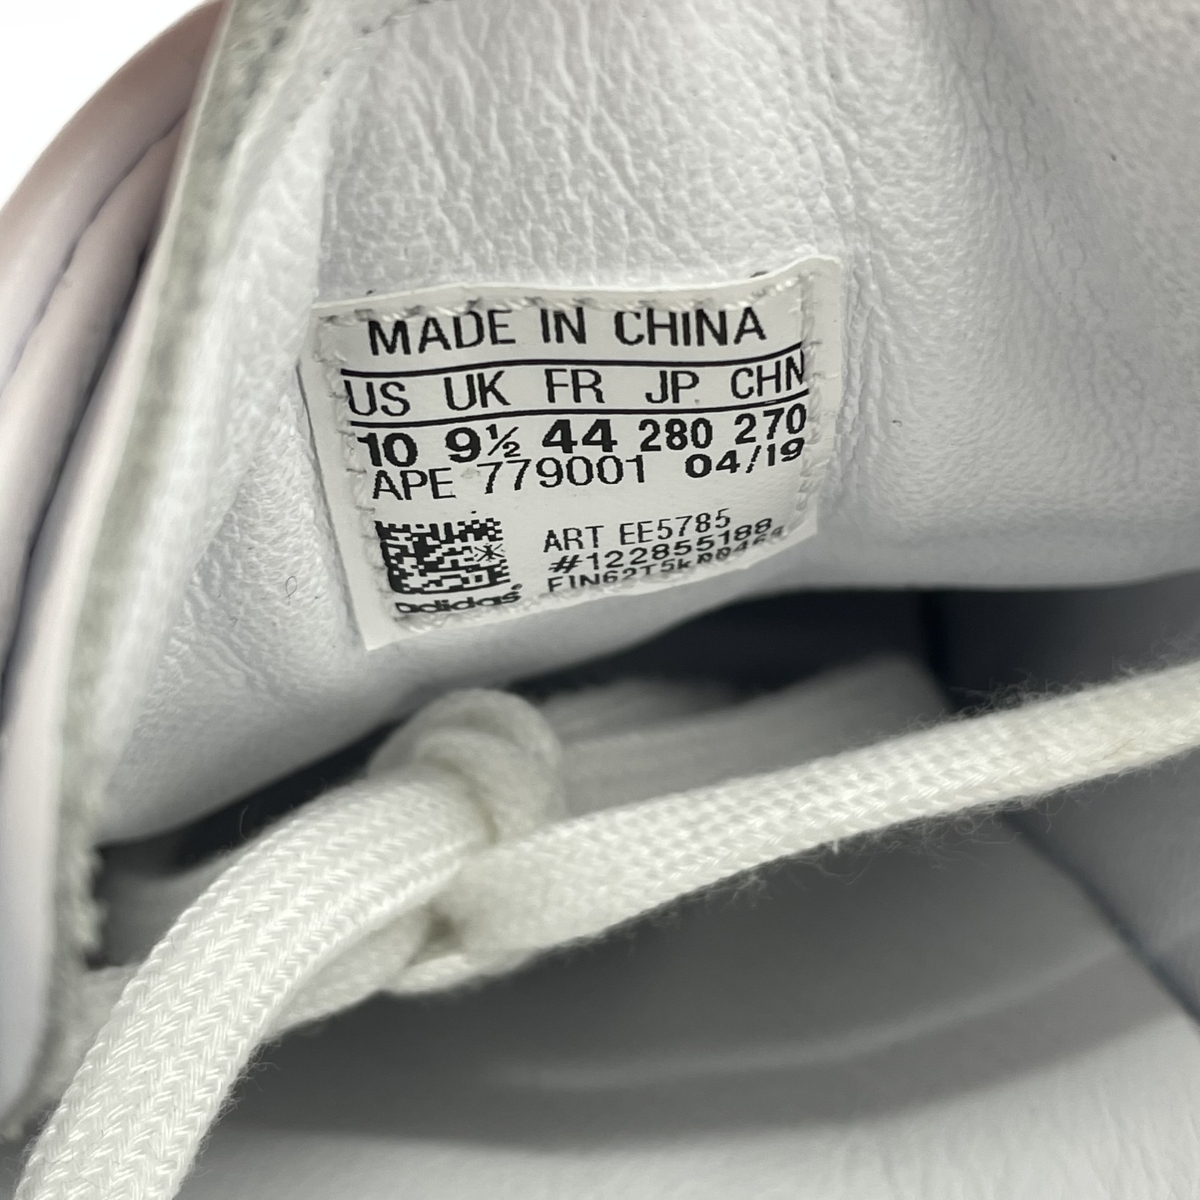 MADE IN CHINA
US UK FR JP CHN
10 9½ 44 280 270
APE 779001 04/19
ART EE5785
#122855188
adidas